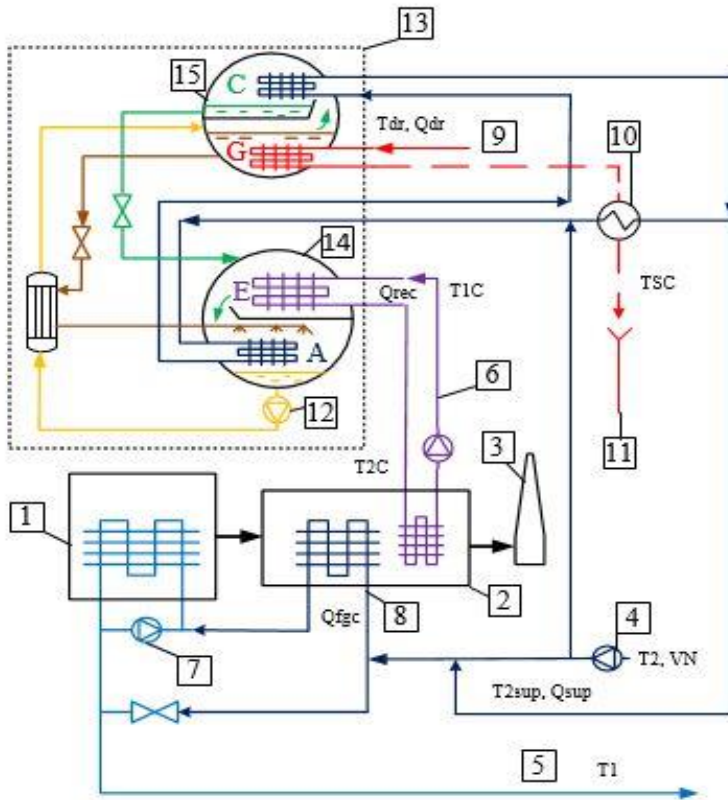 13
15
C
Tdr, Qdr
9
10
G
14
E
Qrec
T1C
TSC
A
6
12
11
T2C
3
1
2
Qfgc
8
4
7
T2, VN
T2sup, Qsup
5
T1